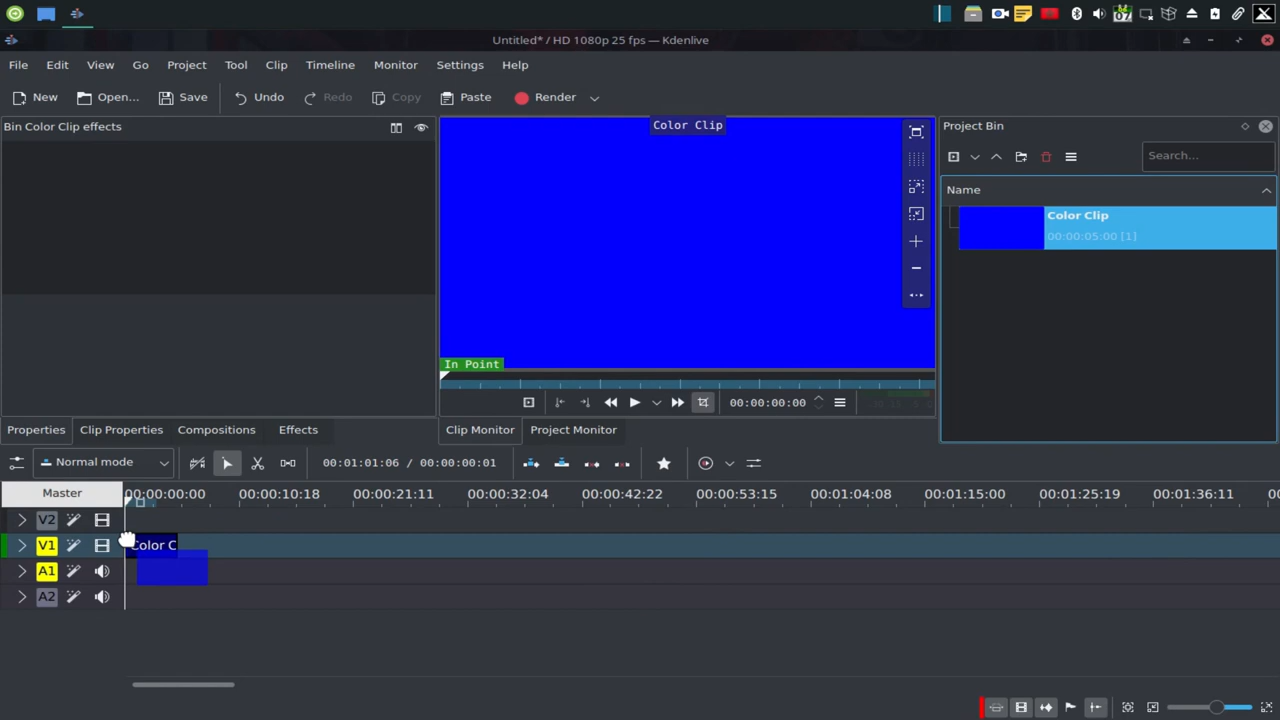 Untitled* / HD 1080p 25 fps — Kdenlive
File Edit View Go Project Tool Clip Timeline Monitor Settings Help
New Open... Save Undo Redo Copy Paste Render
Bin Color Clip effects
Color Clip
Project Bin
Search...
Name
Color Clip
00:00:05:00 [1]
In Point
00:00:00:00
Properties Clip Properties Compositions Effects Clip Monitor Project Monitor
Normal mode 00:01:01:06 / 00:00:00:01
Master 00:00:00:00 00:00:10:18 00:00:21:11 00:00:32:04 00:00:42:22 00:00:53:15 00:01:04:08 00:01:15:00 00:01:25:19 00:01:36:11
V2
V1 Color C
A1
A2